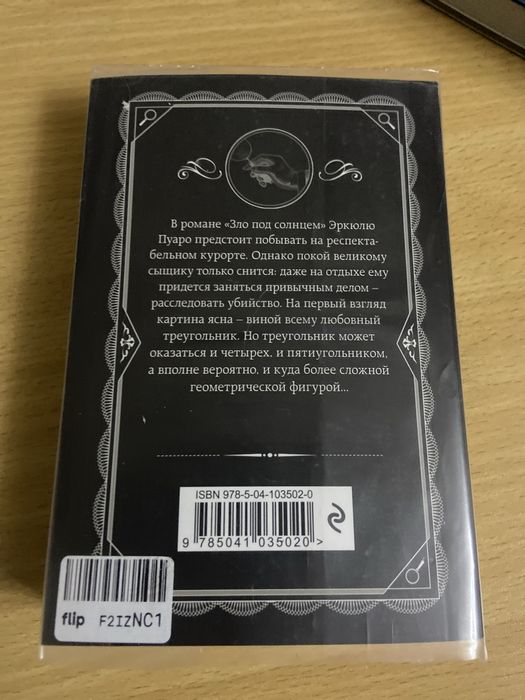 В романе «Зло под солнцем» Эркюлю
Пуаро предстоит побывать на респекта-
бельном курорте. Однако покой великому
сыщику только снится: даже на отдыхе ему
придется заняться привычным делом –
расследовать убийство. На первый взгляд
картина ясна – виной всему любовный
треугольник. Но треугольник может
оказаться и четырех, и пятиугольником,
а вполне вероятно, и куда более сложной
геометрической фигурой...
ISBN 978-5-04-103502-0
9 785041 035020 >
flip F2IZNC1